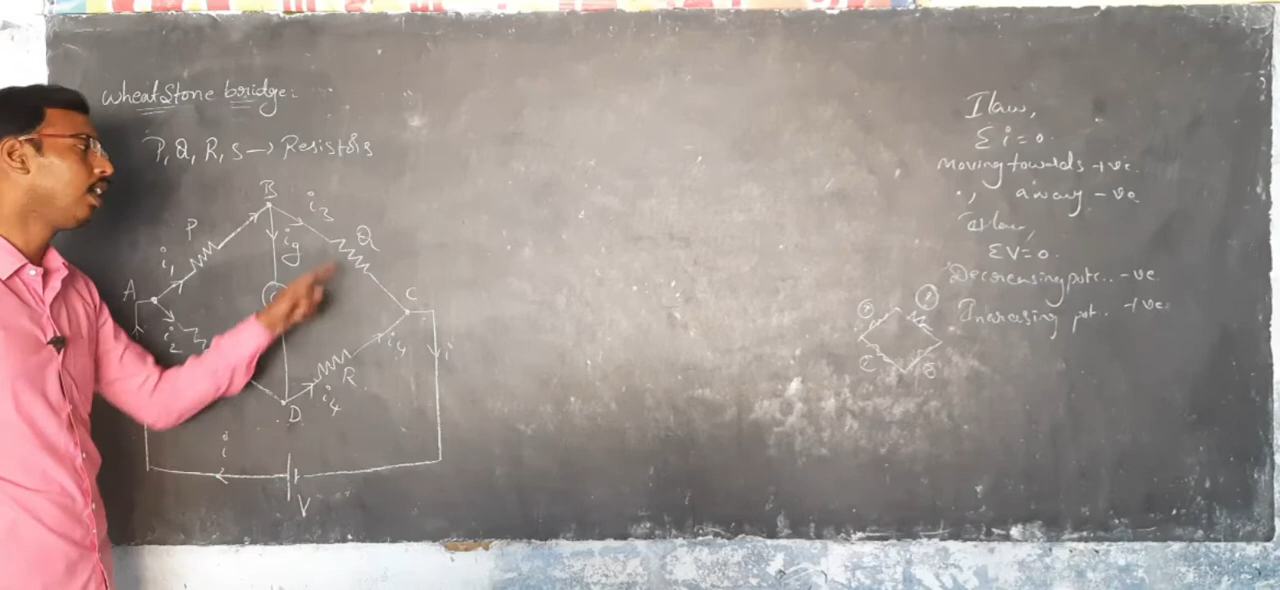 Wheatstone bridge:
P, Q, R, S → Resistors
B
i3
P
Q
ig
i1
A
C
i2
i4
i
R
i4
D
i
V
I law,
Σ i = 0.
Moving towards +ve.
,, away -ve
law,
ΣV = 0.
Decreasing pot.. -ve
Increasing pot.. +ve